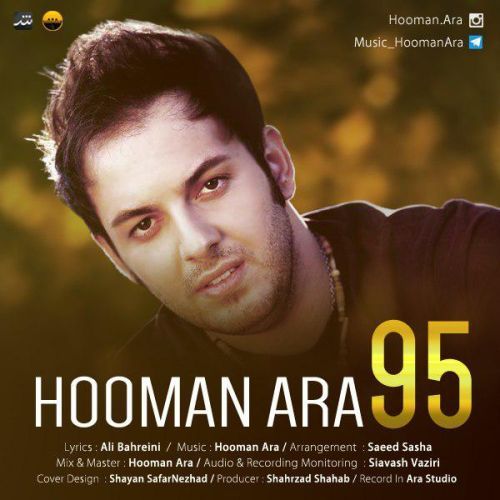 Hooman.Ara
Music_HoomanAra
HOOMAN ARA 95
Lyrics : Ali Bahreini / Music : Hooman Ara / Arrangement : Saeed Sasha
Mix & Master : Hooman Ara / Audio & Recording Monitoring : Siavash Vaziri
Cover Design : Shayan SafarNezhad / Producer : Shahrzad Shahab / Record In Ara Studio